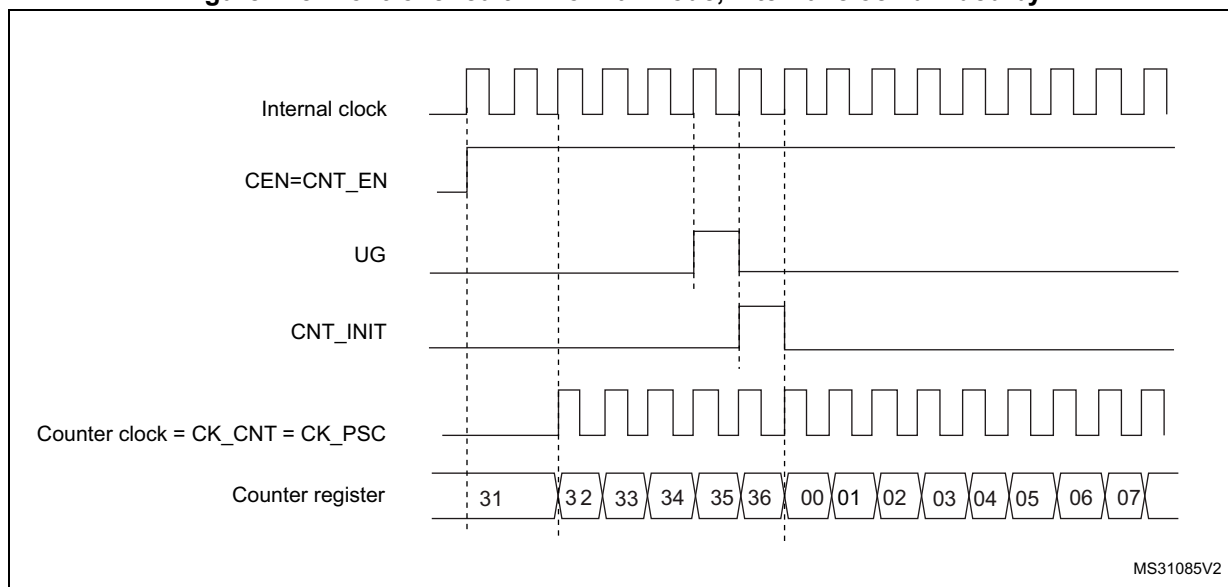 Internal clock
CEN=CNT_EN
UG
CNT_INIT
Counter clock = CK_CNT = CK_PSC
Counter register 31 32 33 34 35 36 00 01 02 03 04 05 06 07
MS31085V2